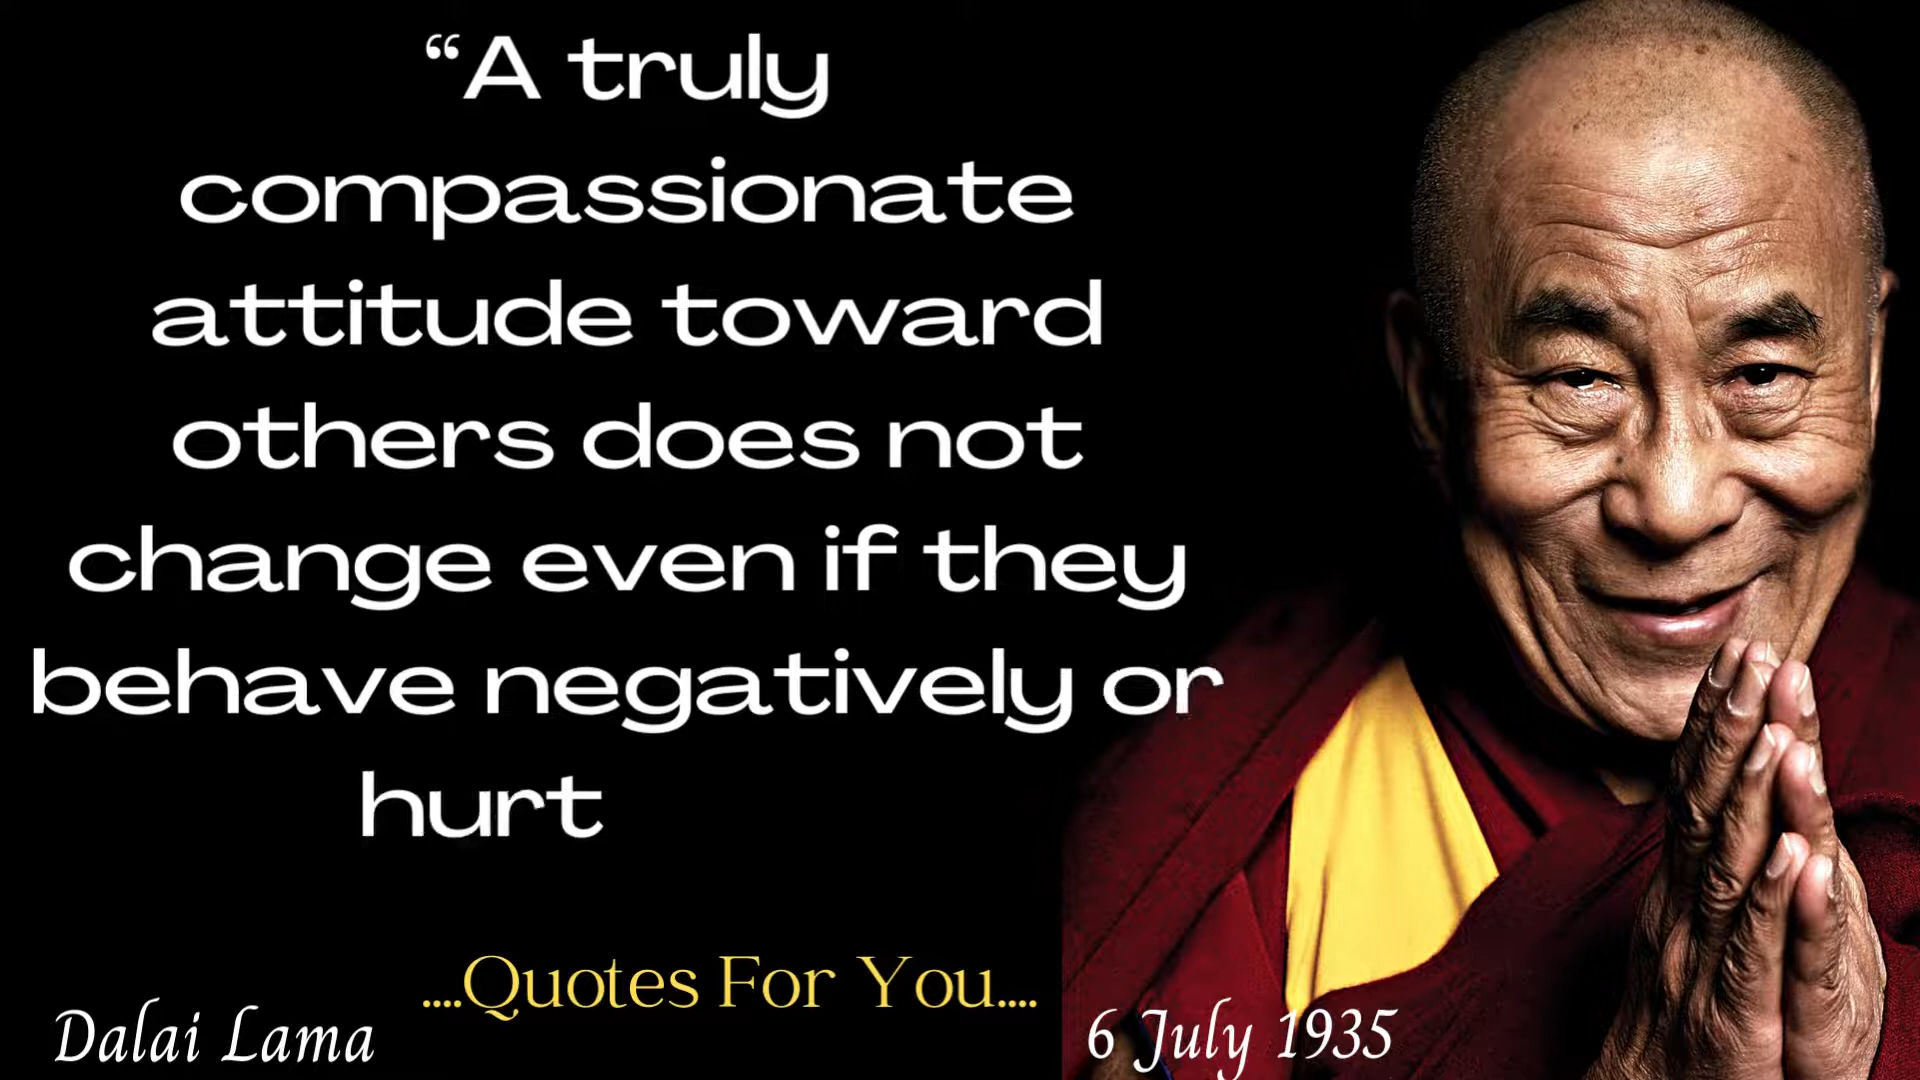 “A truly
compassionate
attitude toward
others does not
change even if they
behave negatively or
hurt
....Quotes For You....
Dalai Lama
6 July 1935